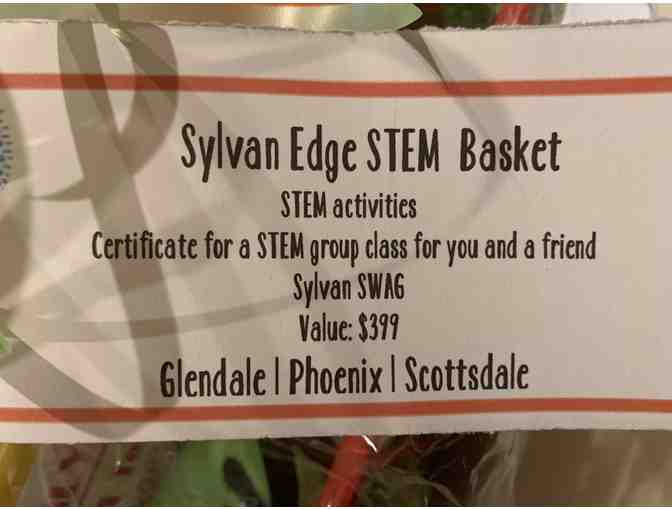 Sylvan Edge STEM Basket
STEM activities
Certificate for a STEM group class for you and a friend
Sylvan SWAG
Value: $399
Glendale | Phoenix | Scottsdale